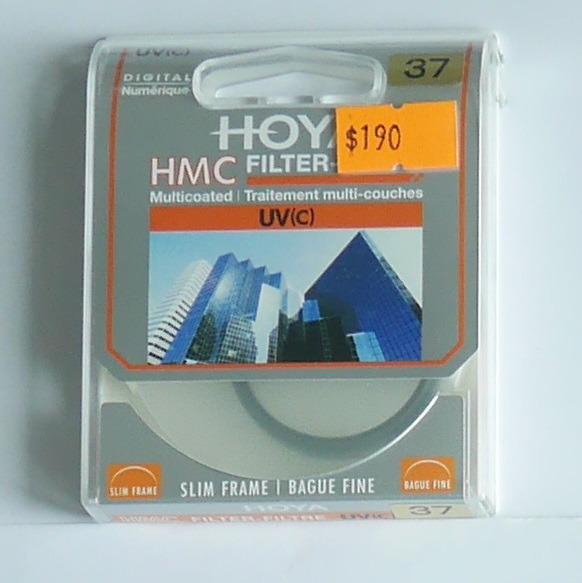 UV(C)
DIGITAL
Numérique
37
HOYA
$190
HMC FILTER
Multicoated | Traitement multi-couches
UV(C)
SLIM FRAME
SLIM FRAME | BAGUE FINE
BAGUE FINE
HOYA
FILTER-FILTRE UV(C)
37